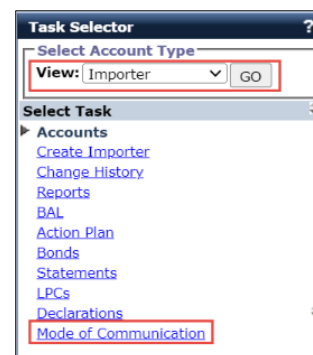 Task Selector ?
Select Account Type
View: Importer GO
Select Task
Accounts
Create Importer
Change History
Reports
BAL
Action Plan
Bonds
Statements
LPCs
Declarations
Mode of Communication